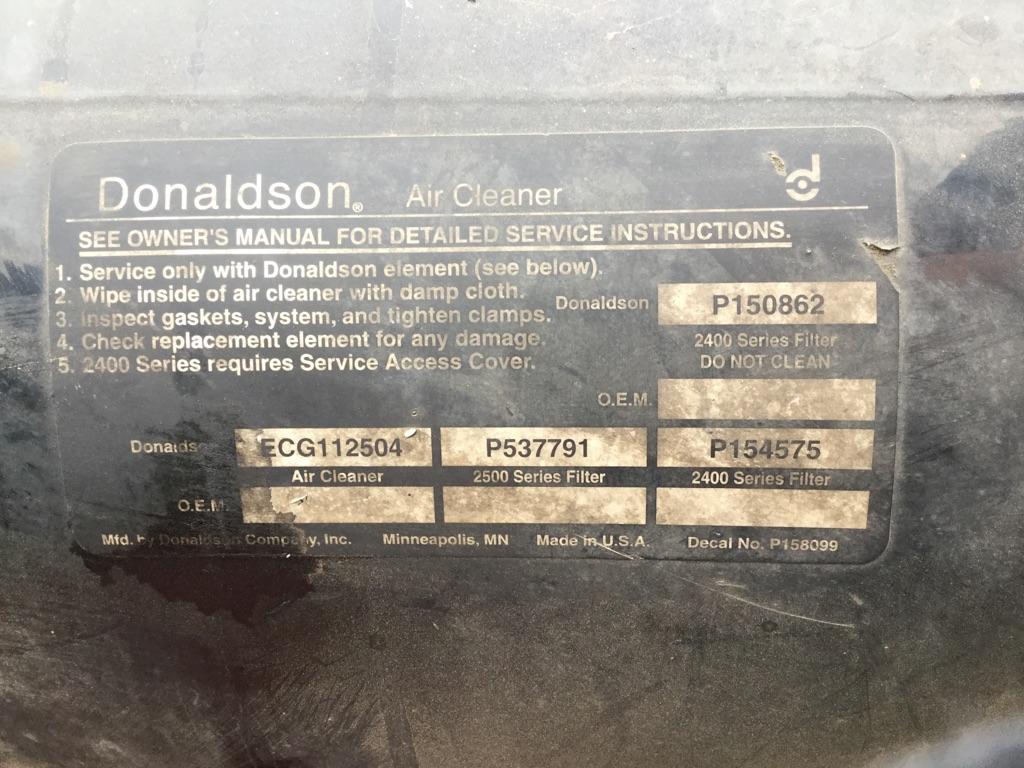 Donaldson® Air Cleaner
SEE OWNER'S MANUAL FOR DETAILED SERVICE INSTRUCTIONS.
1. Service only with Donaldson element (see below).
2. Wipe inside of air cleaner with damp cloth.
3. Inspect gaskets, system, and tighten clamps.
4. Check replacement element for any damage.
5. 2400 Series requires Service Access Cover.
Donaldson P150862
2400 Series Filter
DO NOT CLEAN
O.E.M.
Donaldson ECG112504 P537791 P154575
Air Cleaner 2500 Series Filter 2400 Series Filter
O.E.M.
Mfd. by Donaldson Company, Inc. Minneapolis, MN Made in U.S.A. Decal No. P158099